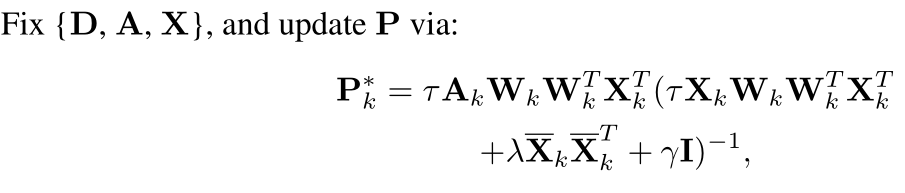 Fix {D, A, X}, and update P via:
P*_k = τA_kW_kW_k^TX_k^T(τX_kW_kW_k^TX_k^T
+λX̅_kX̅_k^T + γI)^{-1},